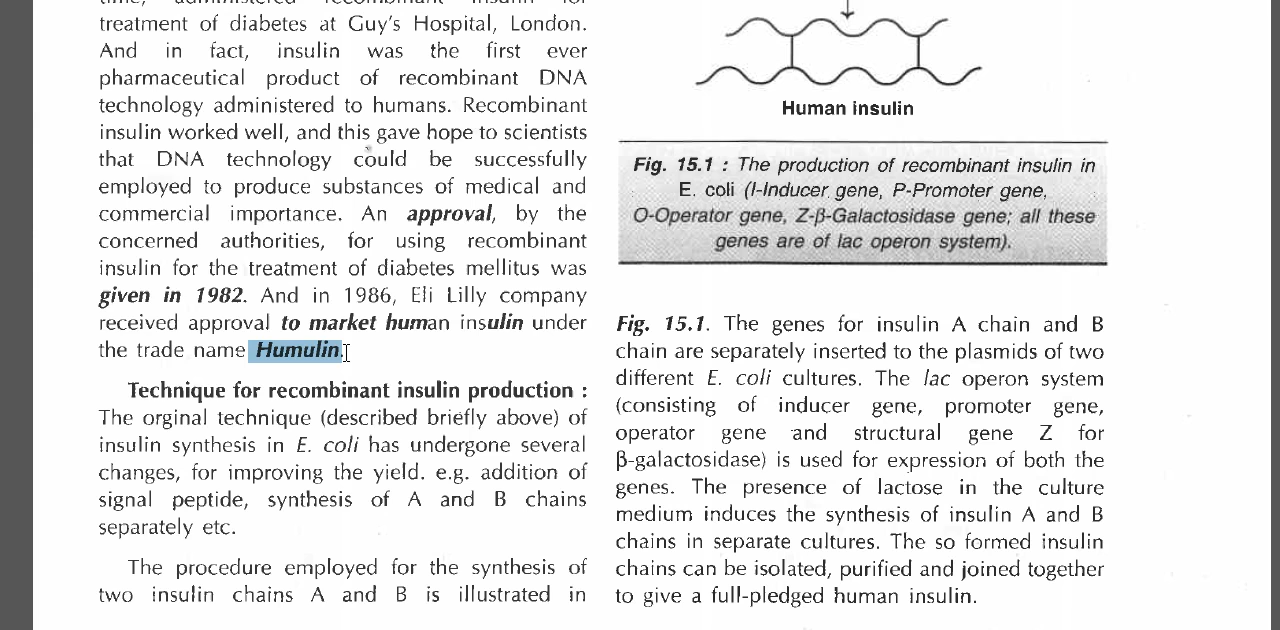 time, administered recombinant insulin for
treatment of diabetes at Guy's Hospital, London.
And in fact, insulin was the first ever
pharmaceutical product of recombinant DNA
technology administered to humans. Recombinant
insulin worked well, and this gave hope to scientists
that DNA technology could be successfully
employed to produce substances of medical and
commercial importance. An approval, by the
concerned authorities, for using recombinant
insulin for the treatment of diabetes mellitus was
given in 1982. And in 1986, Eli Lilly company
received approval to market human insulin under
the trade name Humulin.
Technique for recombinant insulin production :
The orginal technique (described briefly above) of
insulin synthesis in E. coli has undergone several
changes, for improving the yield. e.g. addition of
signal peptide, synthesis of A and B chains
separately etc.
The procedure employed for the synthesis of
two insulin chains A and B is illustrated in
Human insulin
Fig. 15.1 : The production of recombinant insulin in
E. coli (I-Inducer gene, P-Promoter gene,
O-Operator gene, Z-β-Galactosidase gene; all these
genes are of lac operon system).
Fig. 15.1. The genes for insulin A chain and B
chain are separately inserted to the plasmids of two
different E. coli cultures. The lac operon system
(consisting of inducer gene, promoter gene,
operator gene and structural gene Z for
β-galactosidase) is used for expression of both the
genes. The presence of lactose in the culture
medium induces the synthesis of insulin A and B
chains in separate cultures. The so formed insulin
chains can be isolated, purified and joined together
to give a full-pledged human insulin.